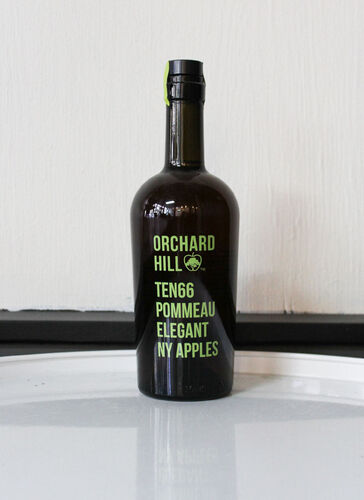 ORCHARD
HILL
TEN66
POMMEAU
ELEGANT
NY APPLES